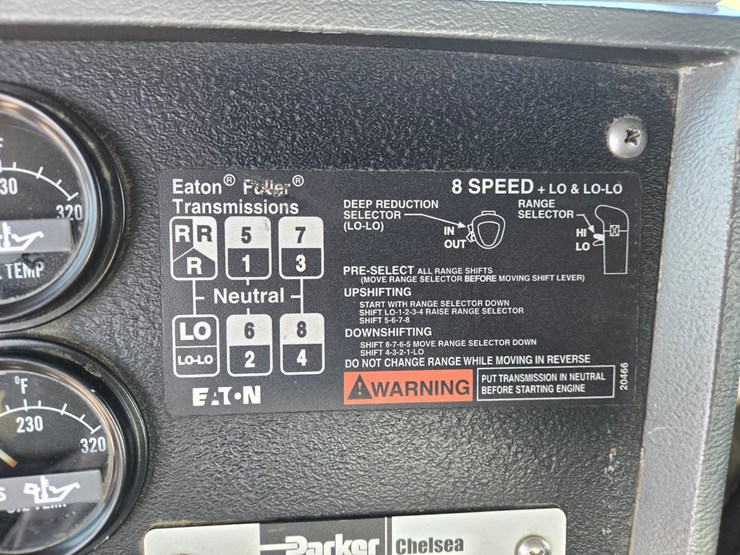 F
30
320
TEMP
°F
230
320
S
Eaton® Fuller®
Transmissions
8 SPEED + LO & LO-LO
R R
R
5 7
1 3
Neutral
LO
LO-LO
6 8
2 4
EATON
DEEP REDUCTION
SELECTOR
(LO-LO)
IN
OUT
RANGE
SELECTOR
HI
LO
PRE-SELECT ALL RANGE SHIFTS
(MOVE RANGE SELECTOR BEFORE MOVING SHIFT LEVER)
UPSHIFTING
START WITH RANGE SELECTOR DOWN
SHIFT LO-1-2-3-4 RAISE RANGE SELECTOR
SHIFT 5-6-7-8
DOWNSHIFTING
SHIFT 8-7-6-5 MOVE RANGE SELECTOR DOWN
SHIFT 4-3-2-1-LO
DO NOT CHANGE RANGE WHILE MOVING IN REVERSE
WARNING
PUT TRANSMISSION IN NEUTRAL
BEFORE STARTING ENGINE
20466
Parker Chelsea